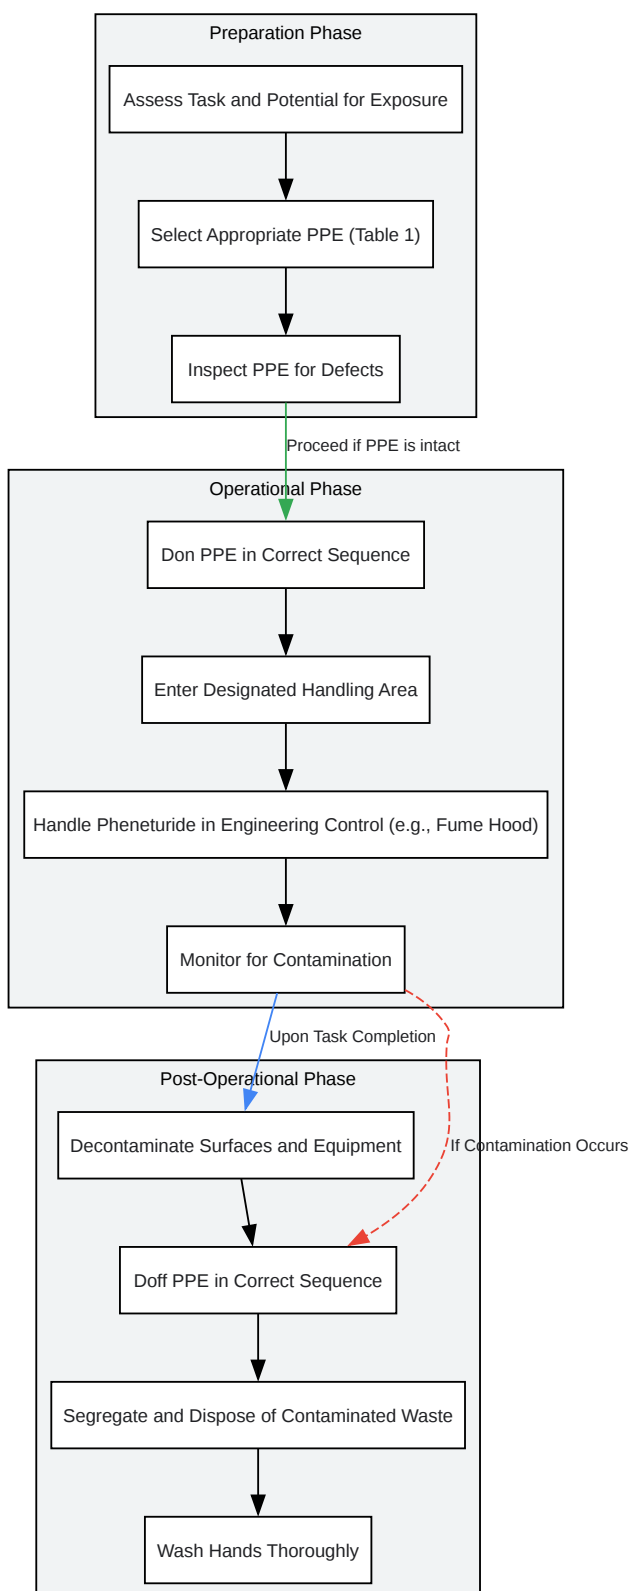 Preparation Phase
Assess Task and Potential for Exposure
Select Appropriate PPE (Table 1)
Inspect PPE for Defects
Proceed if PPE is intact
Operational Phase
Don PPE in Correct Sequence
Enter Designated Handling Area
Handle Pheneturide in Engineering Control (e.g., Fume Hood)
Monitor for Contamination
Upon Task Completion
Post-Operational Phase
Decontaminate Surfaces and Equipment
If Contamination Occurs
Doff PPE in Correct Sequence
Segregate and Dispose of Contaminated Waste
Wash Hands Thoroughly